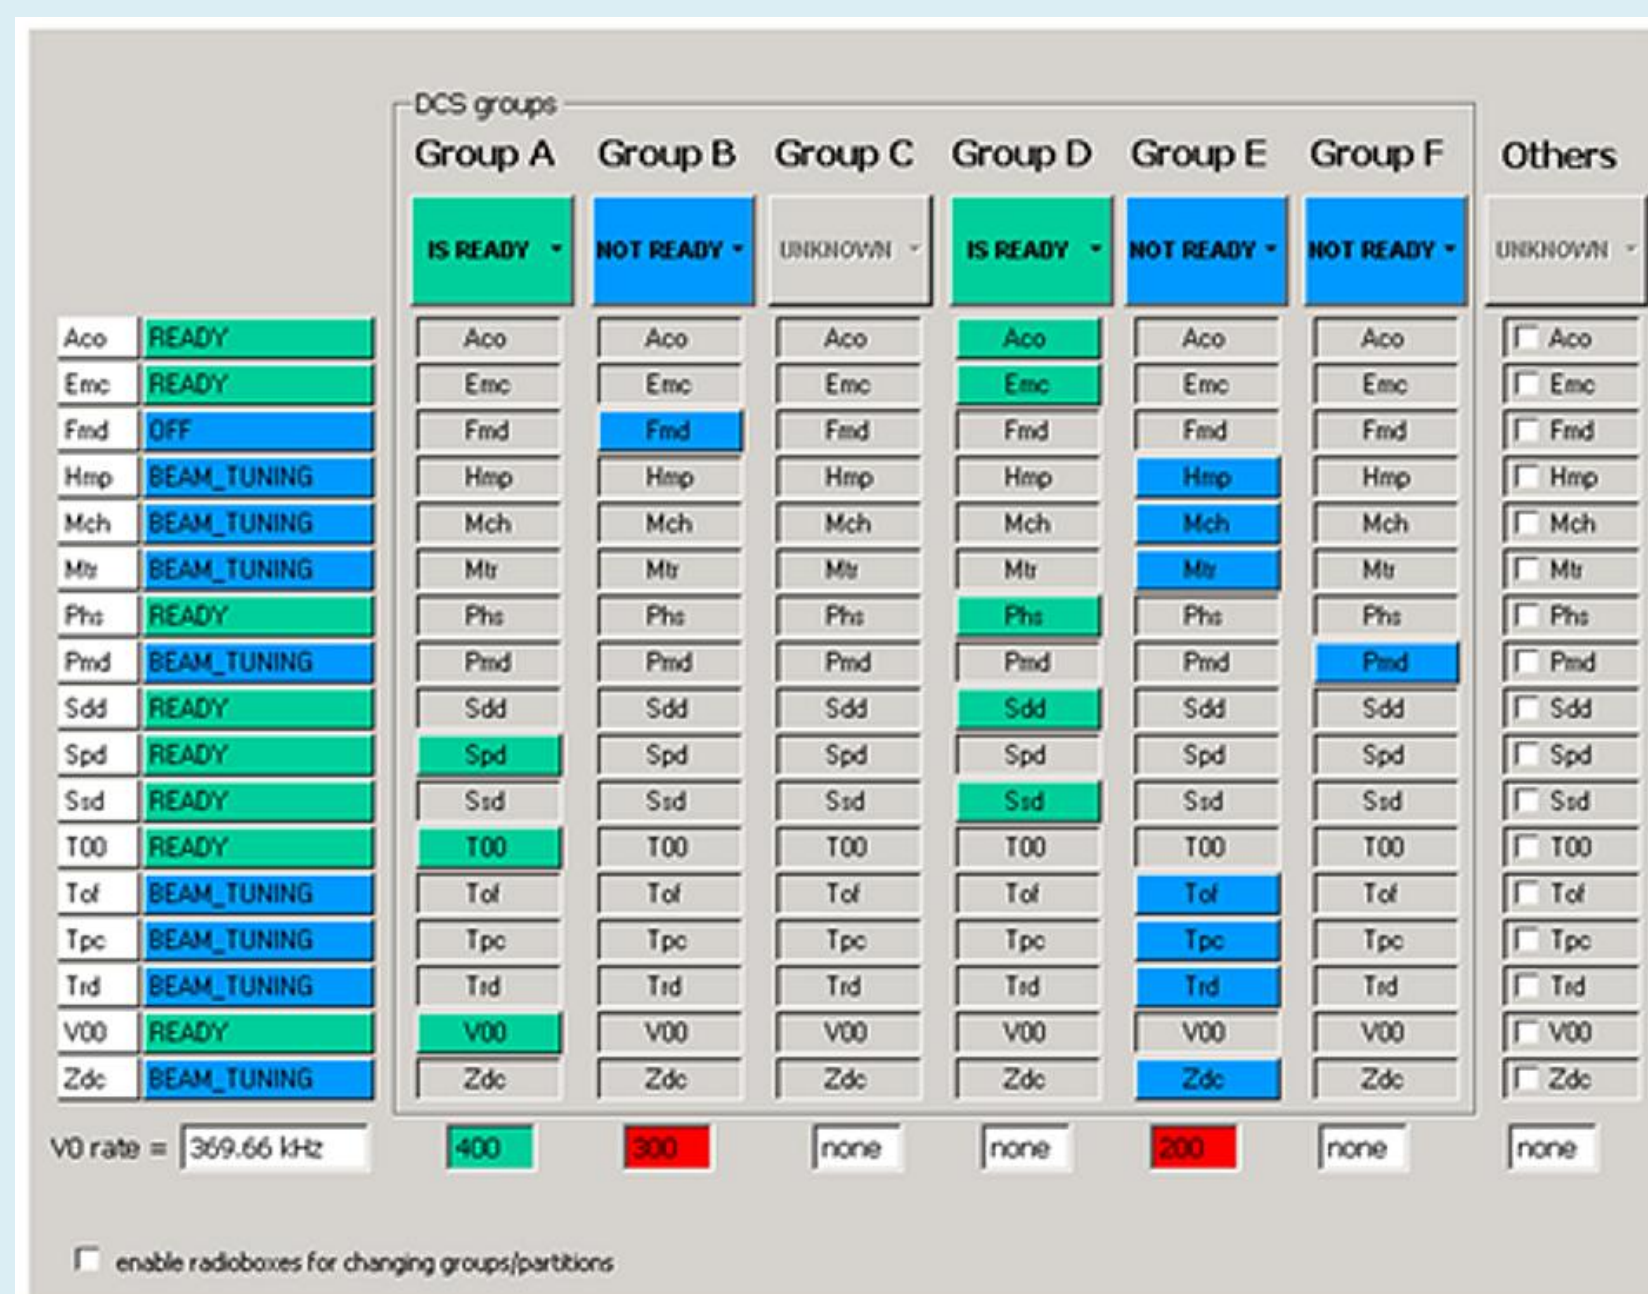 DCS groups
Group A Group B Group C Group D Group E Group F Others
IS READY NOT READY UNKNOWN IS READY NOT READY NOT READY UNKNOWN
Aco READY Aco Aco Aco Aco Aco Aco Aco
Emc READY Emc Emc Emc Emc Emc Emc Emc
Fmd OFF Fmd Fmd Fmd Fmd Fmd Fmd Fmd
Hmp BEAM_TUNING Hmp Hmp Hmp Hmp Hmp Hmp Hmp
Mch BEAM_TUNING Mch Mch Mch Mch Mch Mch Mch
Mtr BEAM_TUNING Mtr Mtr Mtr Mtr Mtr Mtr Mtr
Phs READY Phs Phs Phs Phs Phs Phs Phs
Pmd BEAM_TUNING Pmd Pmd Pmd Pmd Pmd Pmd Pmd
Sdd READY Sdd Sdd Sdd Sdd Sdd Sdd Sdd
Spd READY Spd Spd Spd Spd Spd Spd Spd
Ssd READY Ssd Ssd Ssd Ssd Ssd Ssd Ssd
T00 READY T00 T00 T00 T00 T00 T00 T00
Tof BEAM_TUNING Tof Tof Tof Tof Tof Tof Tof
Tpc BEAM_TUNING Tpc Tpc Tpc Tpc Tpc Tpc Tpc
Trd BEAM_TUNING Trd Trd Trd Trd Trd Trd Trd
V00 READY V00 V00 V00 V00 V00 V00 V00
Zdc BEAM_TUNING Zdc Zdc Zdc Zdc Zdc Zdc Zdc
V0 rate = 369.66 kHz 400 300 none none 200 none none
enable radioboxes for changing groups/partitions